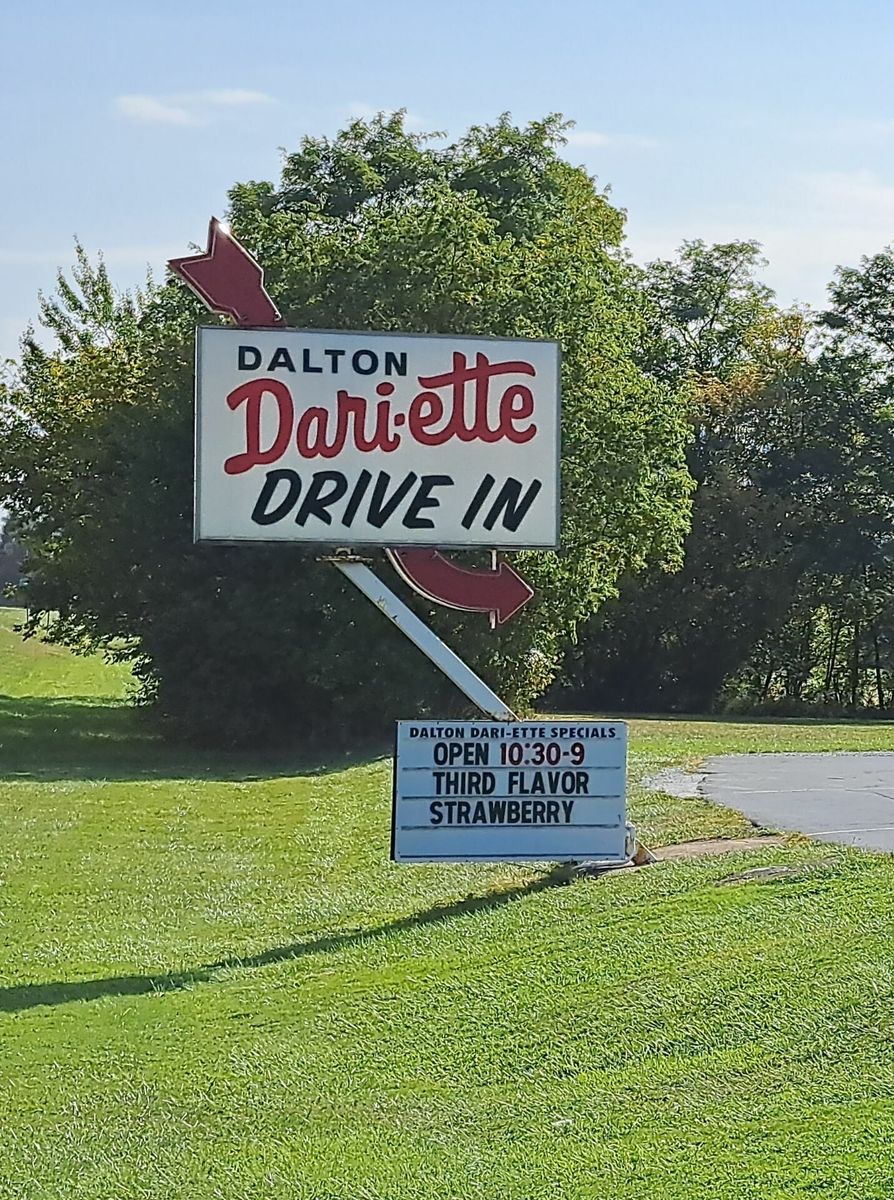 DALTON
Dari-ette
DRIVE IN
DALTON DARI-ETTE SPECIALS
OPEN 10:30-9
THIRD FLAVOR
STRAWBERRY